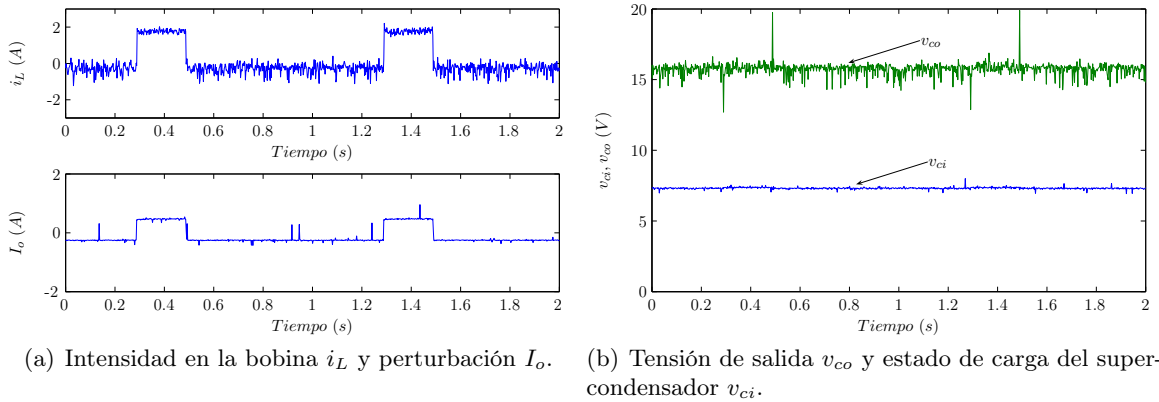 2
0
-2
i_L (A)
0 0.2 0.4 0.6 0.8 1 1.2 1.4 1.6 1.8 2
Tiempo (s)
2
0
-2
I_o (A)
0 0.2 0.4 0.6 0.8 1 1.2 1.4 1.6 1.8 2
Tiempo (s)
(a) Intensidad en la bobina i_L y perturbación I_o.
20
15
10
5
0
v_ci, v_co (V)
v_co
v_ci
0 0.2 0.4 0.6 0.8 1 1.2 1.4 1.6 1.8 2
Tiempo (s)
(b) Tensión de salida v_co y estado de carga del super-
condensador v_ci.